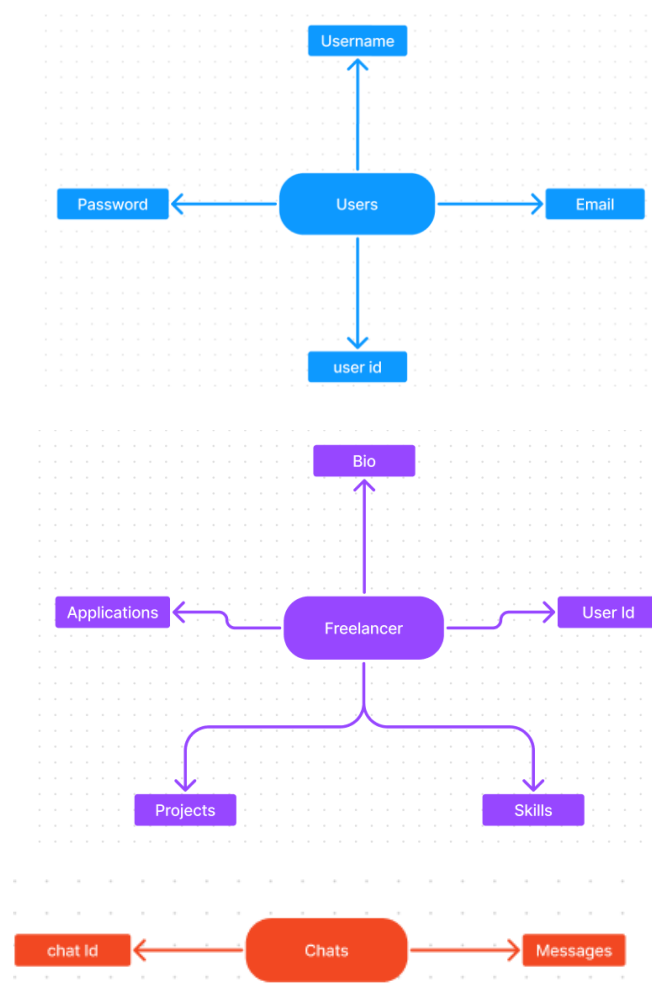 Username
Password
Users
Email
user id
Bio
Applications
Freelancer
User Id
Projects
Skills
chat Id
Chats
Messages